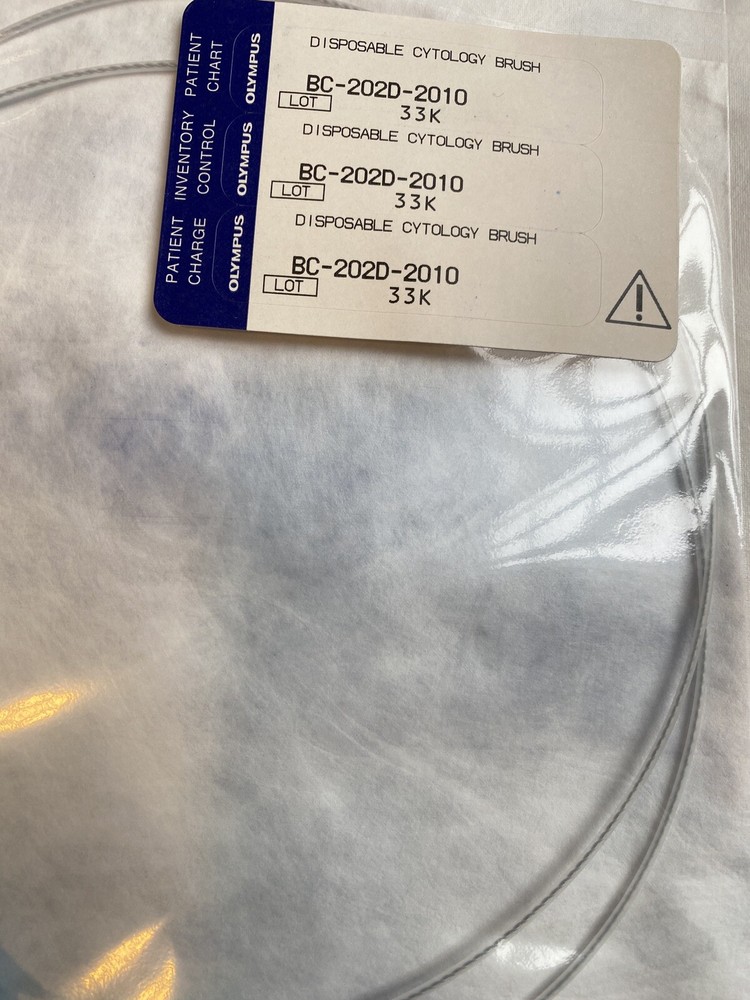 PATIENT CHART
OLYMPUS
DISPOSABLE CYTOLOGY BRUSH
BC-202D-2010
LOT 33K
INVENTORY CONTROL
OLYMPUS
DISPOSABLE CYTOLOGY BRUSH
BC-202D-2010
LOT 33K
PATIENT CHARGE
OLYMPUS
DISPOSABLE CYTOLOGY BRUSH
BC-202D-2010
LOT 33K